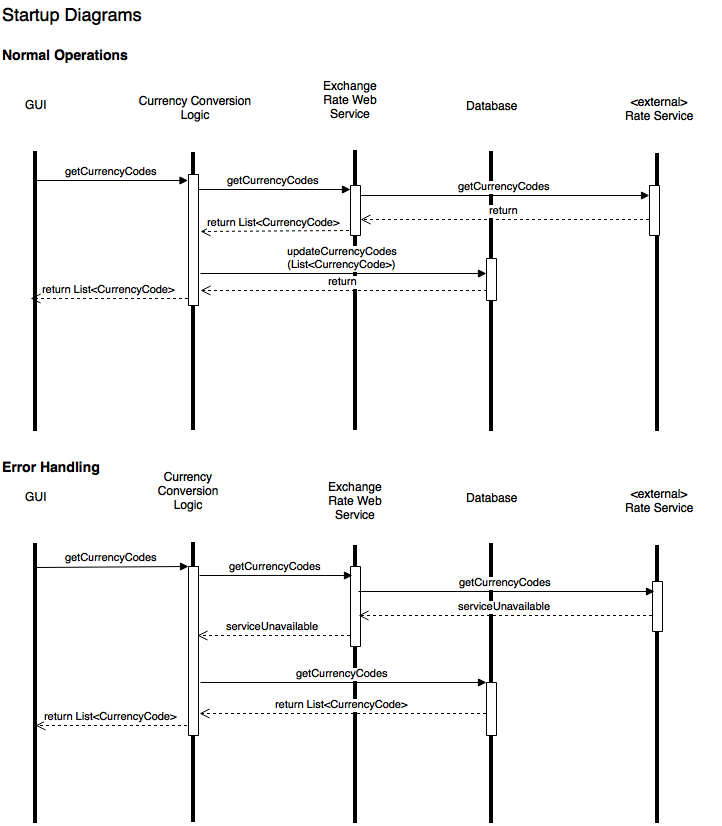 Startup Diagrams
Normal Operations
GUI
Currency Conversion
Logic
Exchange
Rate Web
Service
Database
<external>
Rate Service
getCurrencyCodes
getCurrencyCodes
getCurrencyCodes
return
return List<CurrencyCode>
updateCurrencyCodes
(List<CurrencyCode>)
return
return List<CurrencyCode>
Error Handling
GUI
Currency
Conversion
Logic
Exchange
Rate Web
Service
Database
<external>
Rate Service
getCurrencyCodes
getCurrencyCodes
getCurrencyCodes
serviceUnavailable
serviceUnavailable
getCurrencyCodes
return List<CurrencyCode>
return List<CurrencyCode>